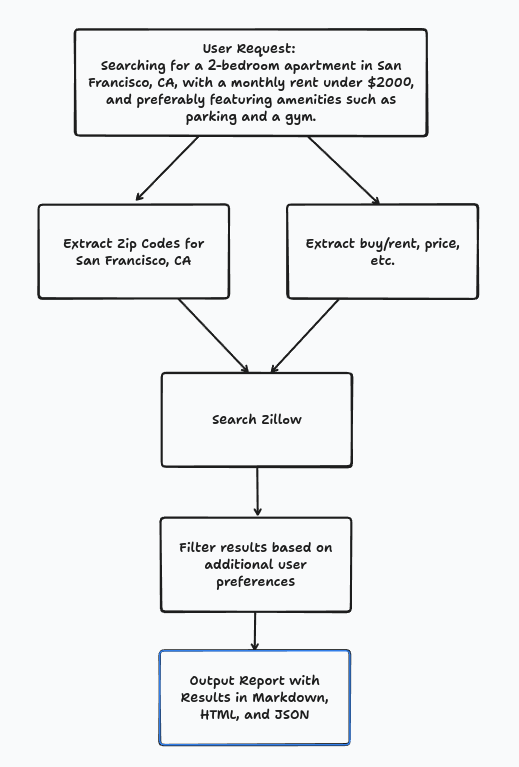 User Request:
Searching for a 2-bedroom apartment in San
Francisco, CA, with a monthly rent under $2000,
and preferably featuring amenities such as
parking and a gym.
Extract Zip Codes for
San Francisco, CA
Extract buy/rent, price,
etc.
Search Zillow
Filter results based on
additional user
preferences
Output Report with
Results in Markdown,
HTML, and JSON